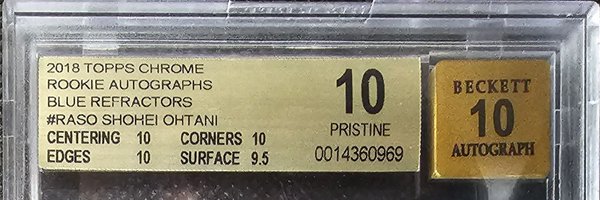 2018 TOPPS CHROME
ROOKIE AUTOGRAPHS
BLUE REFRACTORS
#RASO SHOHEI OHTANI
CENTERING 10 CORNERS 10
EDGES 10 SURFACE 9.5
10
PRISTINE
0014360969
BECKETT
10
AUTOGRAPH